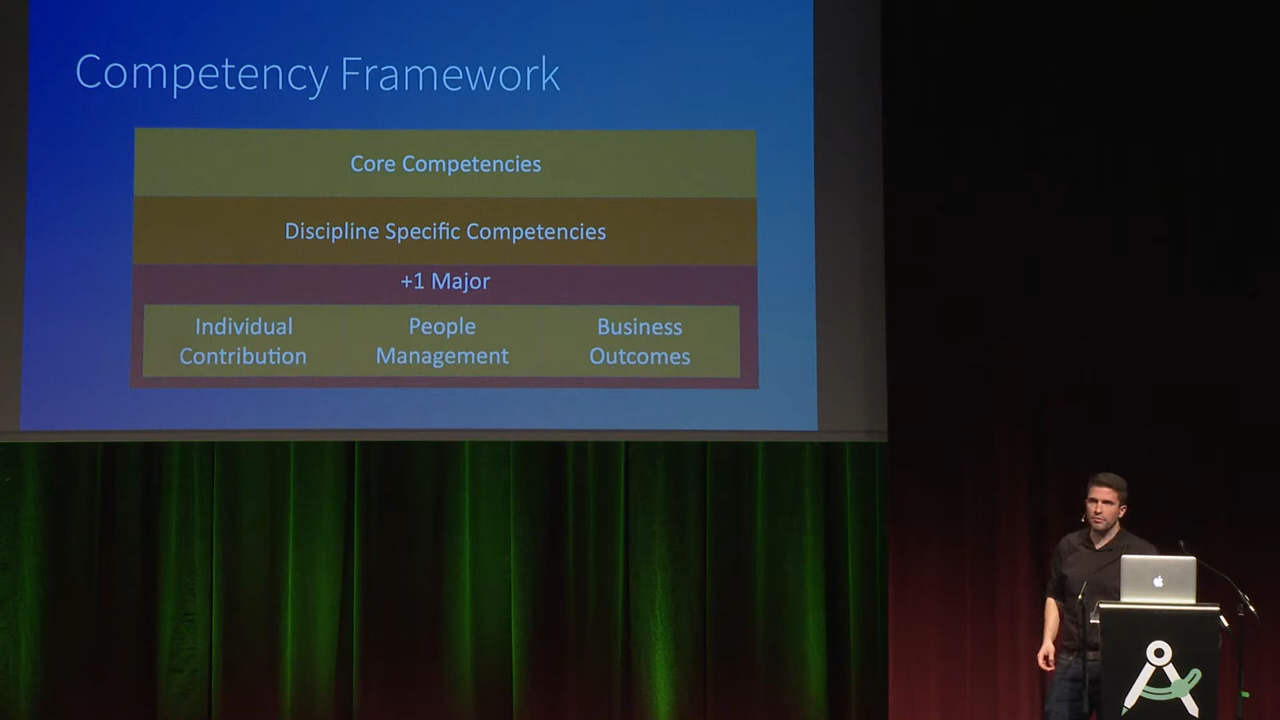 Competency Framework
Core Competencies
Discipline Specific Competencies
+1 Major
Individual
Contribution
People
Management
Business
Outcomes